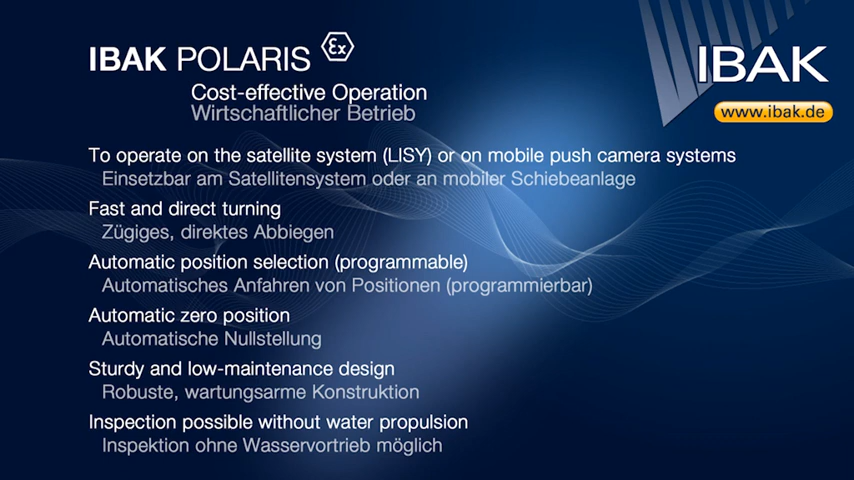 IBAK POLARIS Ex
IBAK
www.ibak.de
Cost-effective Operation
Wirtschaftlicher Betrieb
To operate on the satellite system (LISY) or on mobile push camera systems
Einsetzbar am Satellitensystem oder an mobiler Schiebeanlage
Fast and direct turning
Zügiges, direktes Abbiegen
Automatic position selection (programmable)
Automatisches Anfahren von Positionen (programmierbar)
Automatic zero position
Automatische Nullstellung
Sturdy and low-maintenance design
Robuste, wartungsarme Konstruktion
Inspection possible without water propulsion
Inspektion ohne Wasservortrieb möglich